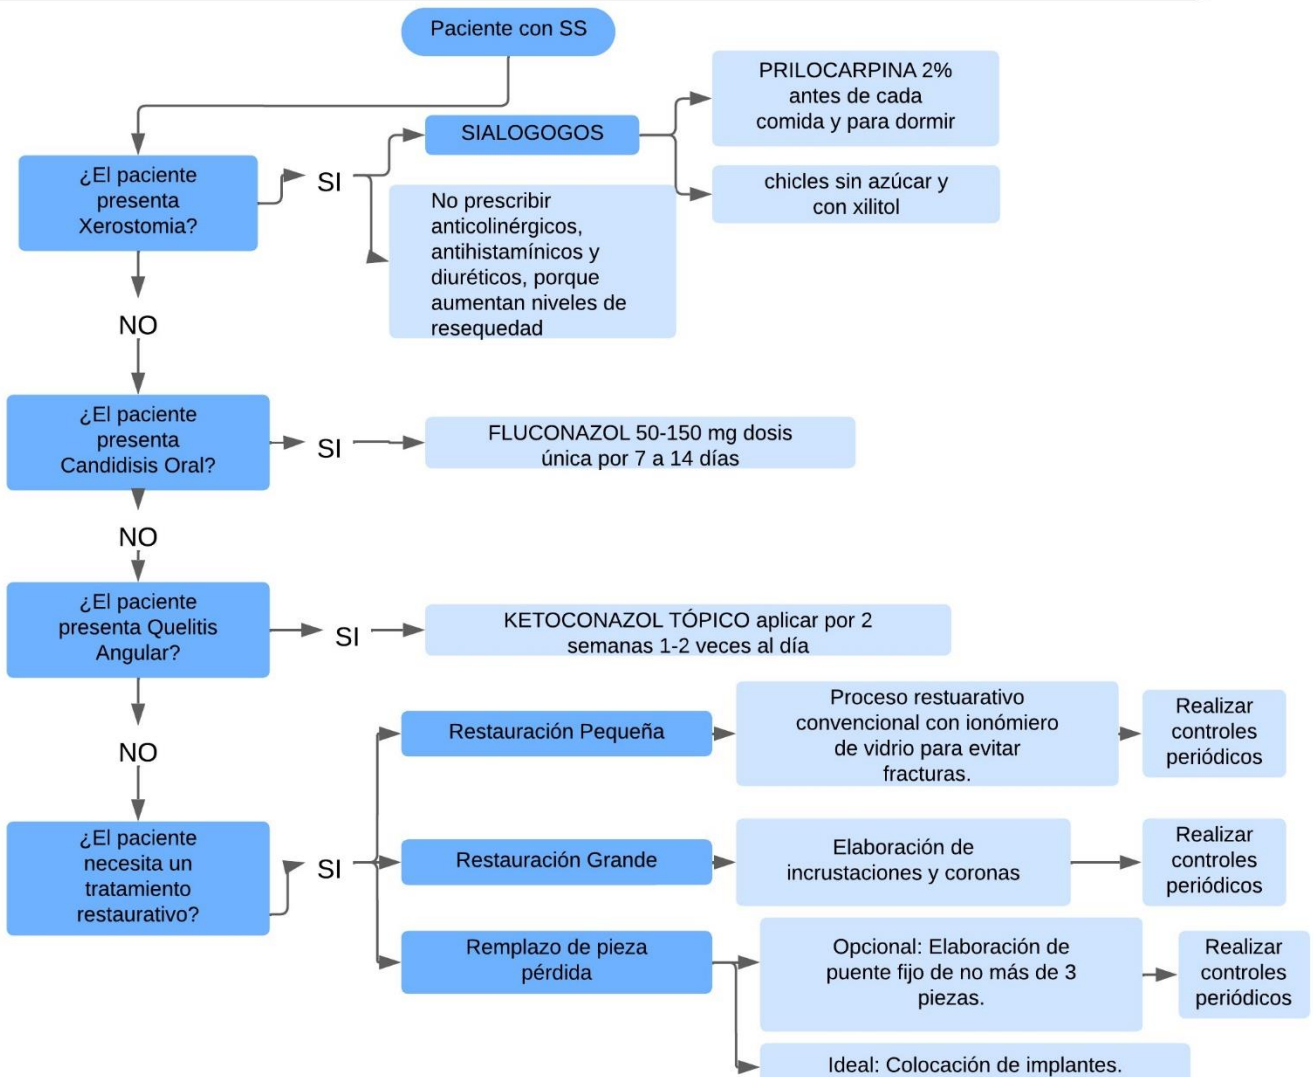 Paciente con SS
¿El paciente
presenta
Xerostomia?
SI
SIALOGOGOS
PRILOCARPINA 2%
antes de cada
comida y para dormir
chicles sin azúcar y
con xilitol
No prescribir
anticolinérgicos,
antihistamínicos y
diuréticos, porque
aumentan niveles de
resequedad
NO
¿El paciente
presenta
Candidisis Oral?
SI
FLUCONAZOL 50-150 mg dosis
única por 7 a 14 días
NO
¿El paciente
presenta Quelitis
Angular?
SI
KETOCONAZOL TÓPICO aplicar por 2
semanas 1-2 veces al día
NO
¿El paciente
necesita un
tratamiento
restaurativo?
SI
Restauración Pequeña
Proceso restuarativo
convencional con ionómiero
de vidrio para evitar
fracturas.
Realizar
controles
periódicos
Restauración Grande
Elaboración de
incrustaciones y coronas
Realizar
controles
periódicos
Remplazo de pieza
pérdida
Opcional: Elaboración de
puente fijo de no más de 3
piezas.
Realizar
controles
periódicos
Ideal: Colocación de implantes.